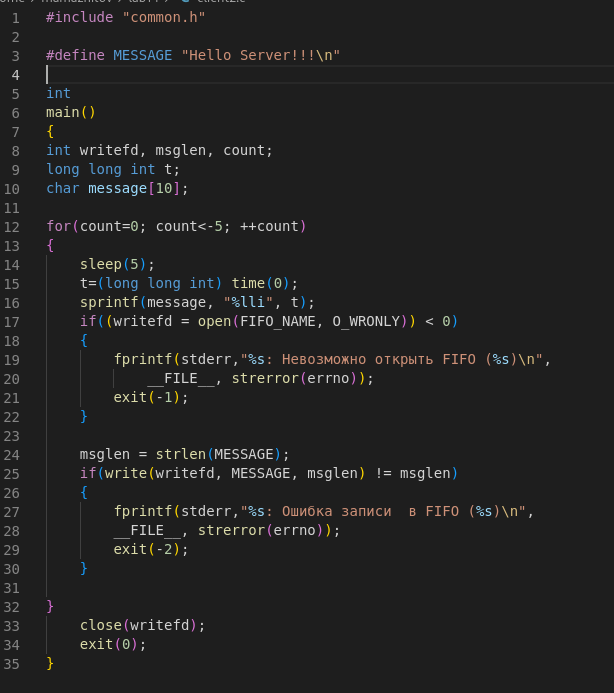 1 #include "common.h"
2
3 #define MESSAGE "Hello Server!!!\n"
4
5 int
6 main()
7 {
8 int writefd, msglen, count;
9 long long int t;
10 char message[10];
11
12 for(count=0; count<-5; ++count)
13 {
14     sleep(5);
15     t=(long long int) time(0);
16     sprintf(message, "%lli", t);
17     if((writefd = open(FIFO_NAME, O_WRONLY)) < 0)
18     {
19         fprintf(stderr,"%s: Невозможно открыть FIFO (%s)\n",
20             __FILE__, strerror(errno));
21         exit(-1);
22     }
23
24     msglen = strlen(MESSAGE);
25     if(write(writefd, MESSAGE, msglen) != msglen)
26     {
27         fprintf(stderr,"%s: Ошибка записи  в FIFO (%s)\n",
28         __FILE__, strerror(errno));
29         exit(-2);
30     }
31
32 }
33     close(writefd);
34     exit(0);
35 }